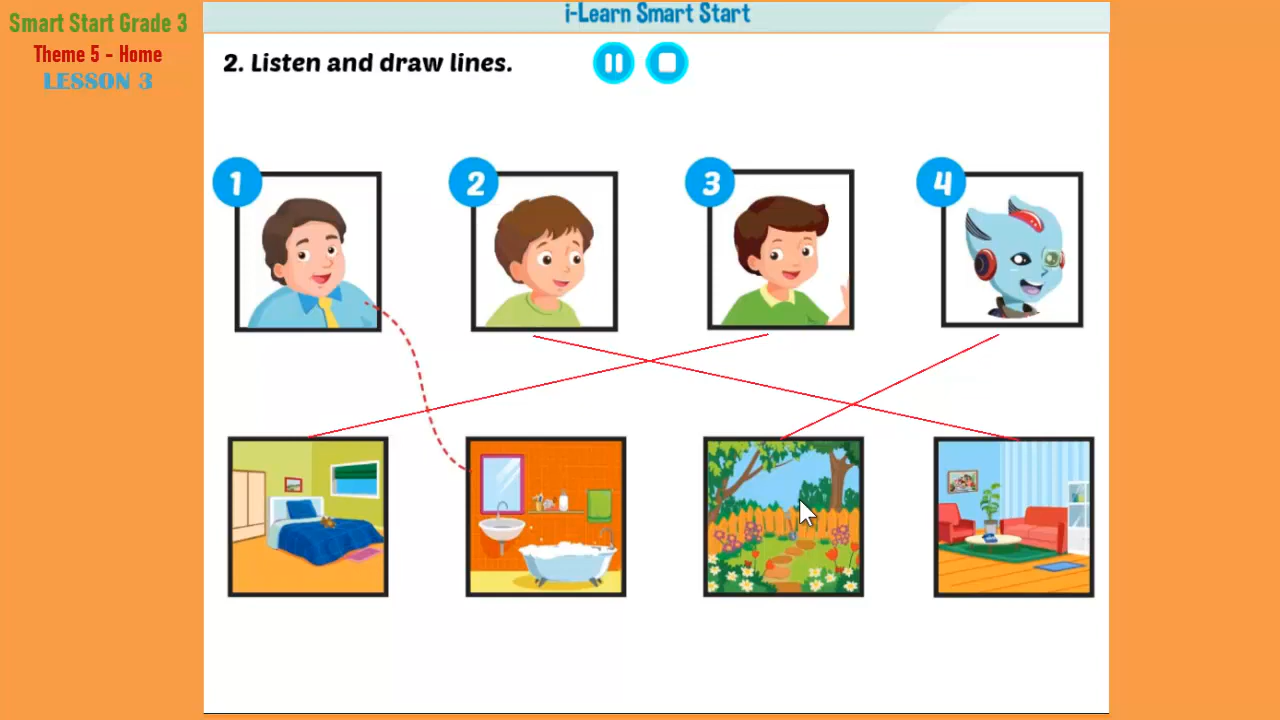 Smart Start Grade 3
Theme 5 - Home
LESSON 3
i-Learn Smart Start
2. Listen and draw lines.
1
2
3
4